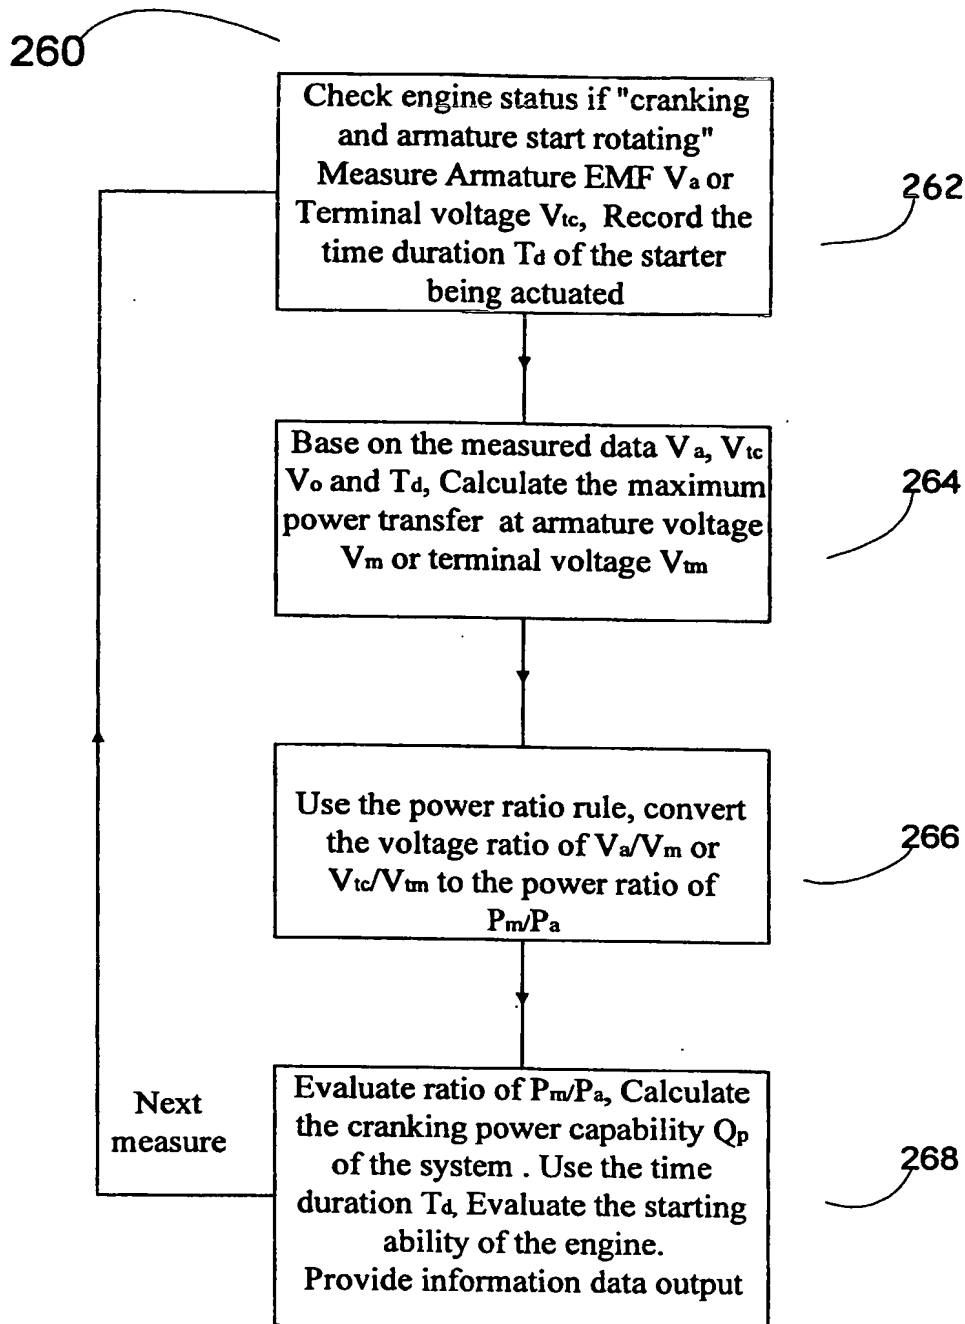 260
Check engine status if "cranking
and armature start rotating"
Measure Armature EMF Va or
Terminal voltage Vtc, Record the
time duration Td of the starter
being actuated
262
Base on the measured data Va, Vtc
Vo and Td, Calculate the maximum
power transfer at armature voltage
Vm or terminal voltage Vtm
264
Use the power ratio rule, convert
the voltage ratio of Va/Vm or
Vtc/Vtm to the power ratio of
Pm/Pa
266
Next
measure
Evaluate ratio of Pm/Pa, Calculate
the cranking power capability Qp
of the system . Use the time
duration Td, Evaluate the starting
ability of the engine.
Provide information data output
268